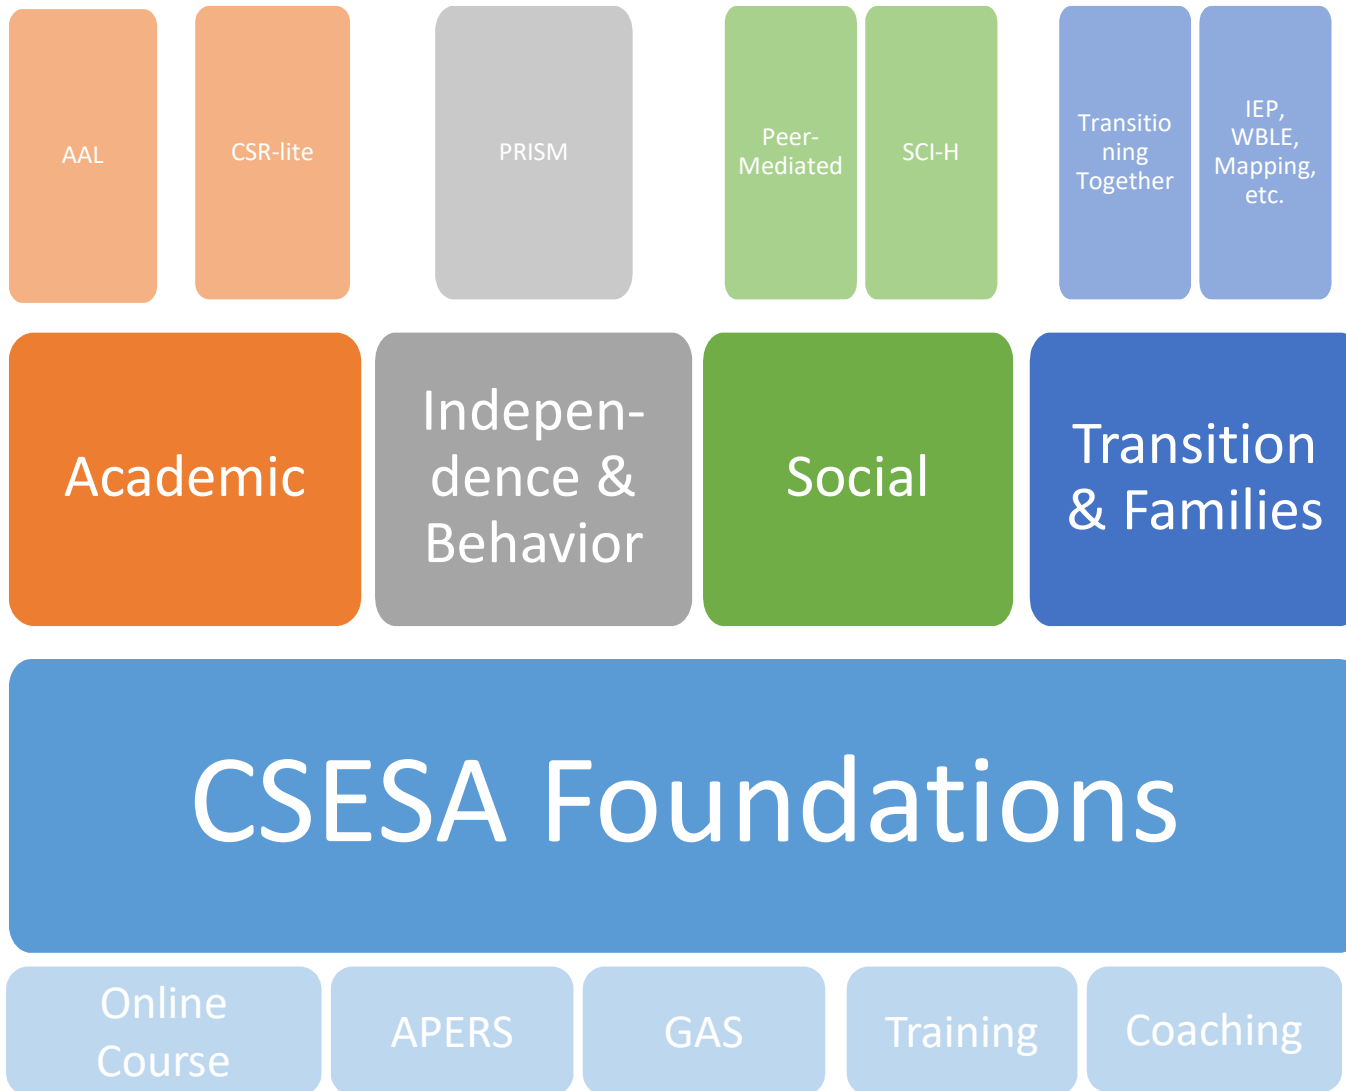 AAL
CSR-lite
PRISM
Peer-
Mediated
SCI-H
Transitio
ning
Together
IEP,
WBLE,
Mapping,
etc.
Academic
Indepen-
dence &
Behavior
Social
Transition
& Families
CSESA Foundations
Online
Course
APERS
GAS
Training
Coaching